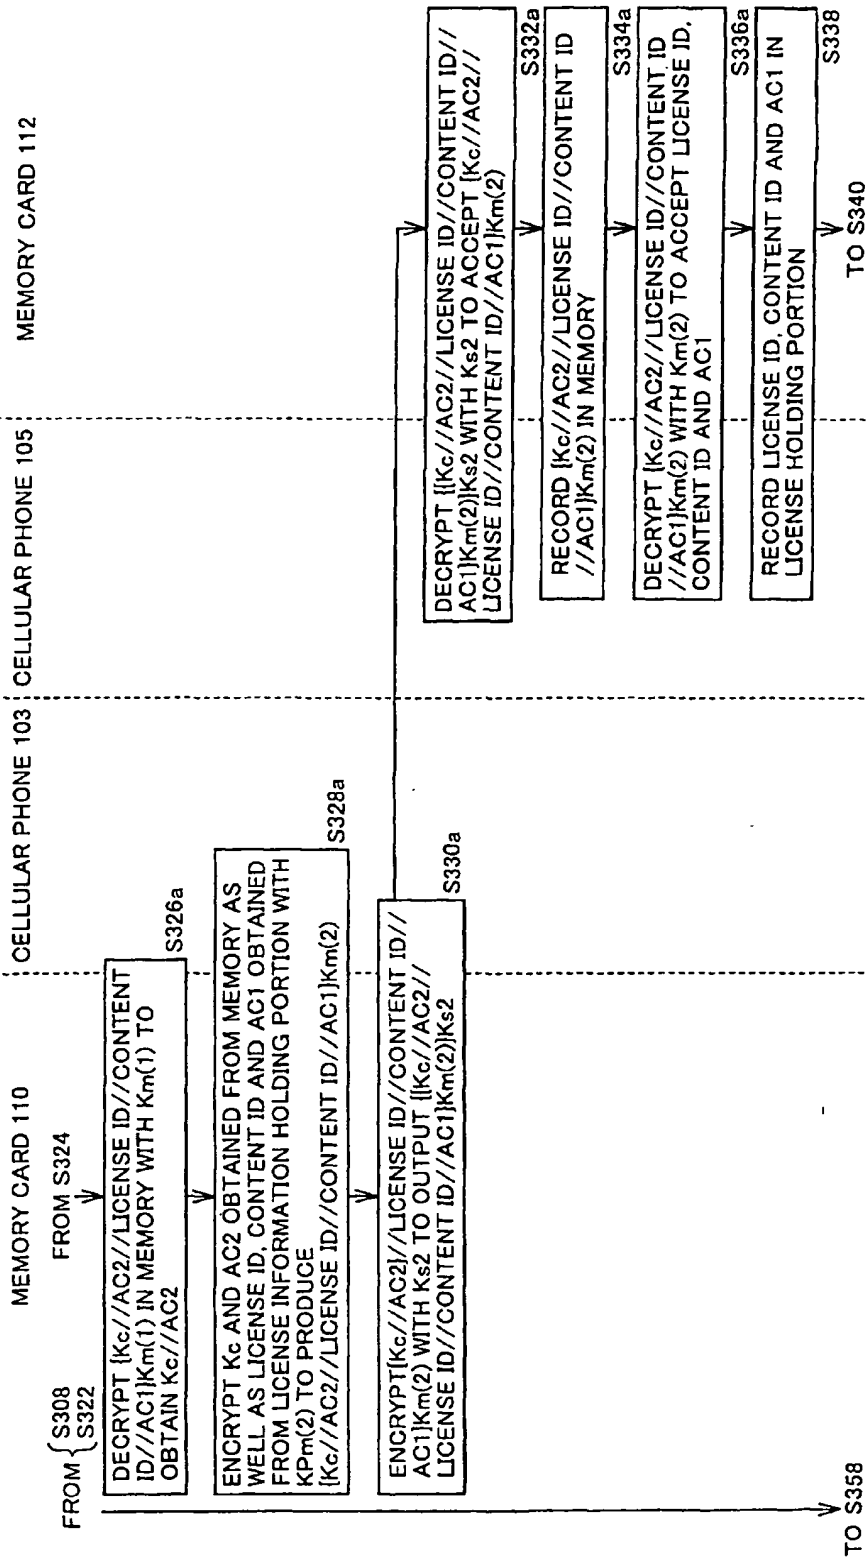 MEMORY CARD 110
CELLULAR PHONE 103
CELLULAR PHONE 105
MEMORY CARD 112
FROM { S308
S322
FROM S324
DECRYPT {Kc//AC2//LICENSE ID//CONTENT
ID//AC1}Km(1) IN MEMORY WITH Km(1) TO
OBTAIN Kc//AC2
S326a
ENCRYPT Kc AND AC2 OBTAINED FROM MEMORY AS
WELL AS LICENSE ID, CONTENT ID AND AC1 OBTAINED
FROM LICENSE INFORMATION HOLDING PORTION WITH
KPm(2) TO PRODUCE
{Kc//AC2//LICENSE ID//CONTENT ID//AC1}Km(2)
S328a
ENCRYPT{Kc//AC2}//LICENSE ID//CONTENT ID//
AC1}Km(2) WITH Ks2 TO OUTPUT {{Kc//AC2//
LICENSE ID//CONTENT ID//AC1}Km(2)}Ks2
S330a
DECRYPT {{Kc//AC2//LICENSE ID//CONTENT ID//
AC1}Km(2)}Ks2 WITH Ks2 TO ACCEPT {Kc//AC2//
LICENSE ID//CONTENT ID//AC1}Km(2)
S332a
RECORD {Kc//AC2//LICENSE ID//CONTENT ID
//AC1}Km(2) IN MEMORY
S334a
DECRYPT {Kc//AC2//LICENSE ID//CONTENT ID
//AC1}Km(2) WITH Km(2) TO ACCEPT LICENSE ID,
CONTENT ID AND AC1
S336a
RECORD LICENSE ID, CONTENT ID AND AC1 IN
LICENSE HOLDING PORTION
S338
TO S340
TO S358